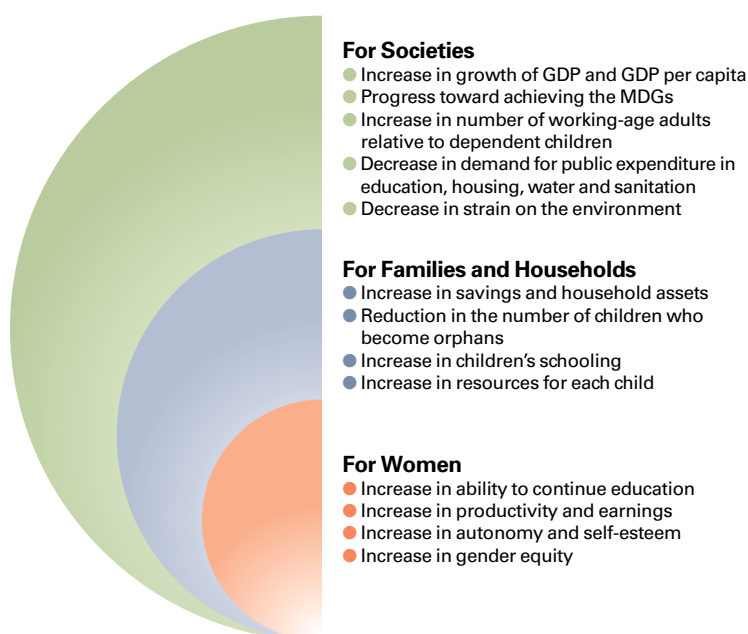 For Societies
Increase in growth of GDP and GDP per capita
Progress toward achieving the MDGs
Increase in number of working-age adults
relative to dependent children
Decrease in demand for public expenditure in
education, housing, water and sanitation
Decrease in strain on the environment
For Families and Households
Increase in savings and household assets
Reduction in the number of children who
become orphans
Increase in children’s schooling
Increase in resources for each child
For Women
Increase in ability to continue education
Increase in productivity and earnings
Increase in autonomy and self-esteem
Increase in gender equity